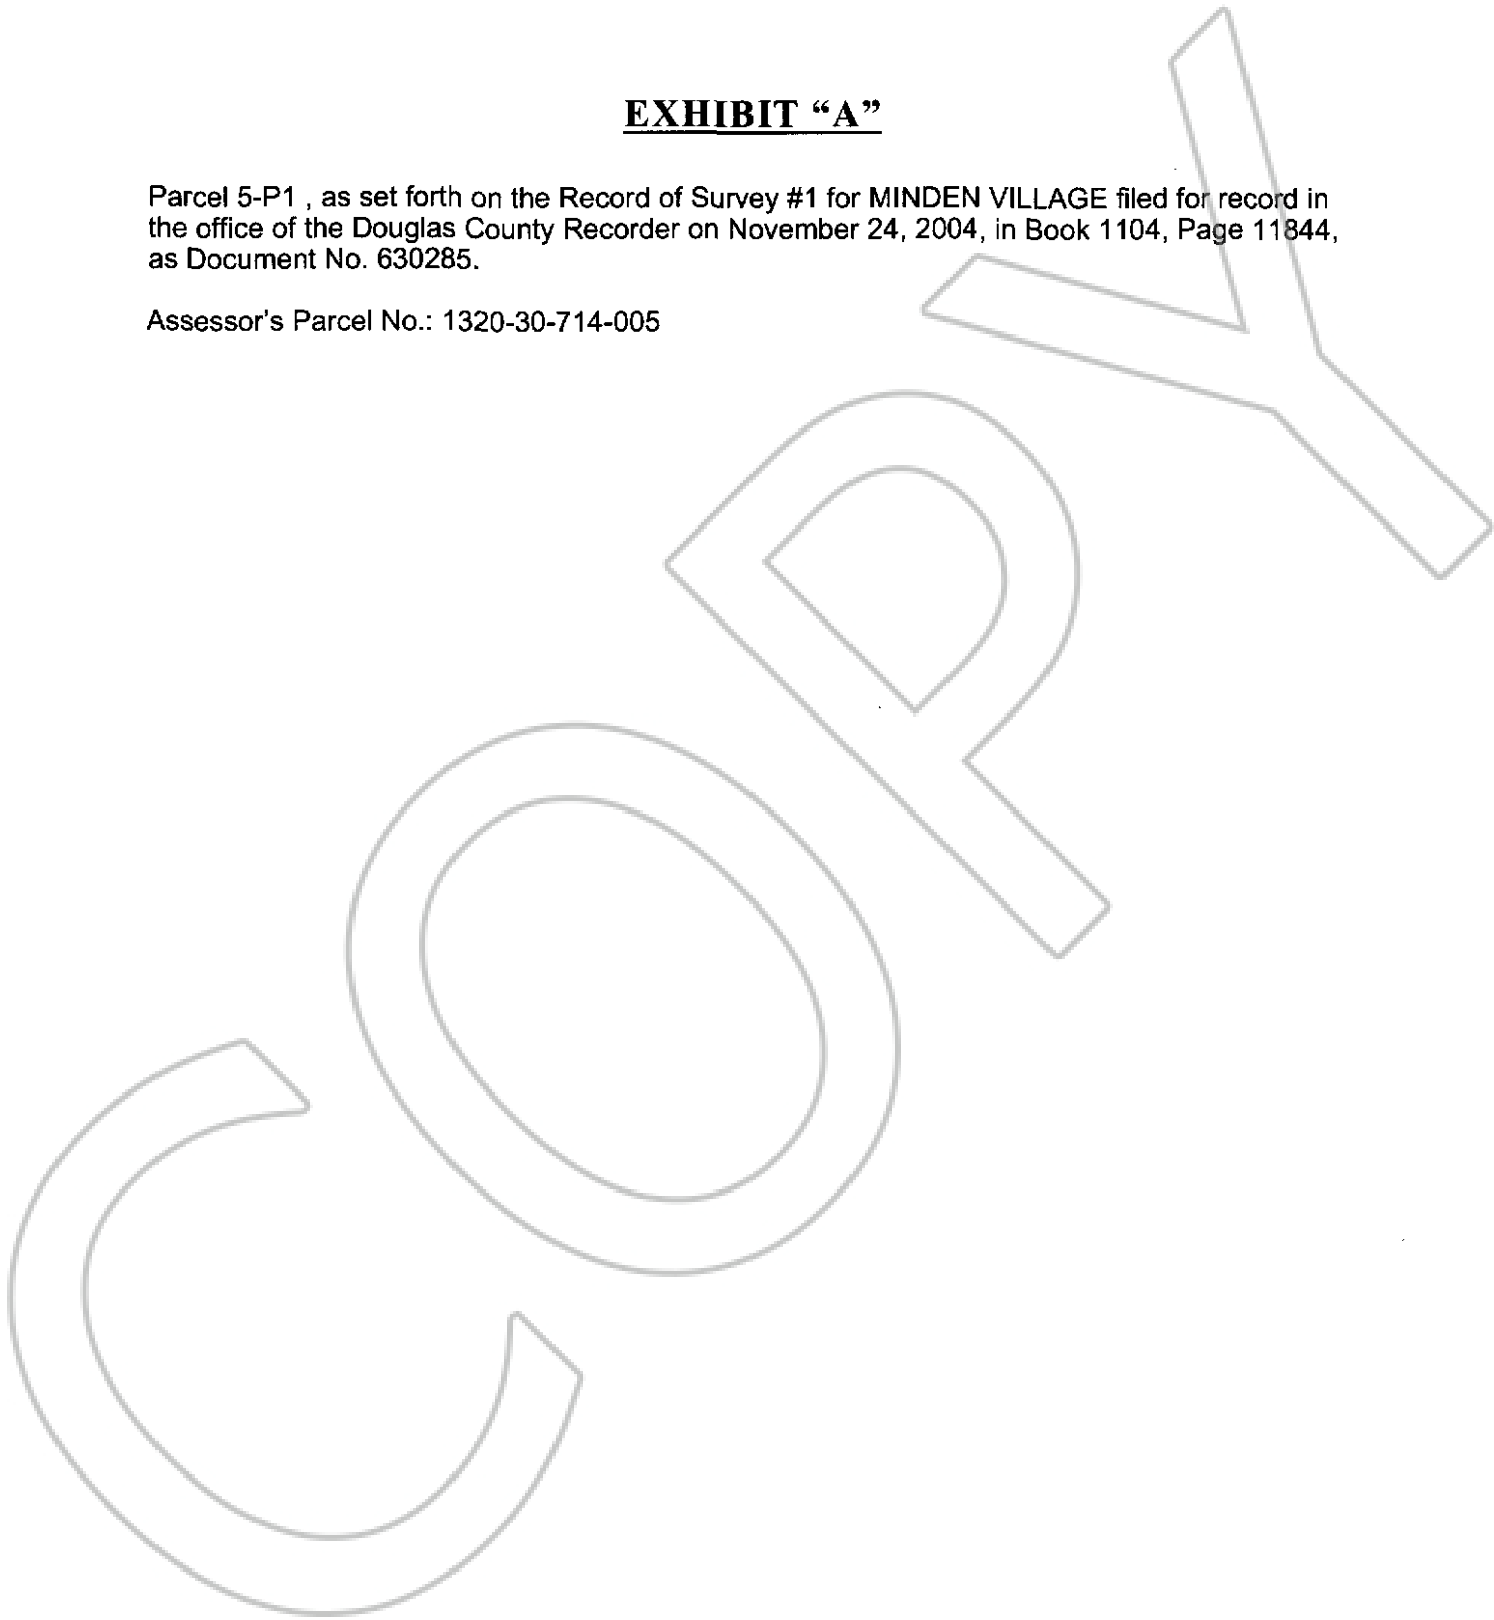 EXHIBIT “A”
Parcel 5-P1 , as set forth on the Record of Survey #1 for MINDEN VILLAGE filed for record in
the office of the Douglas County Recorder on November 24, 2004, in Book 1104, Page 11844,
as Document No. 630285.
Assessor's Parcel No.: 1320-30-714-005
COPY